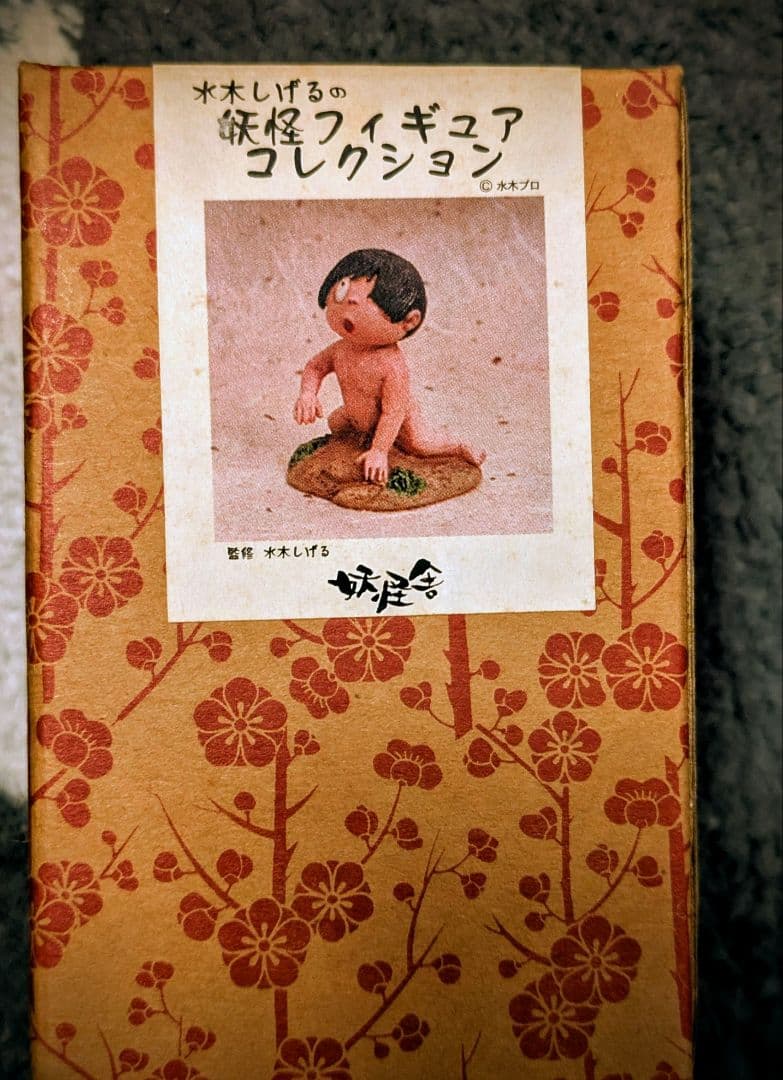 水木しげるの
妖怪フィギュア
コレクション
© 水木プロ
監修 水木しげる
妖怪舎